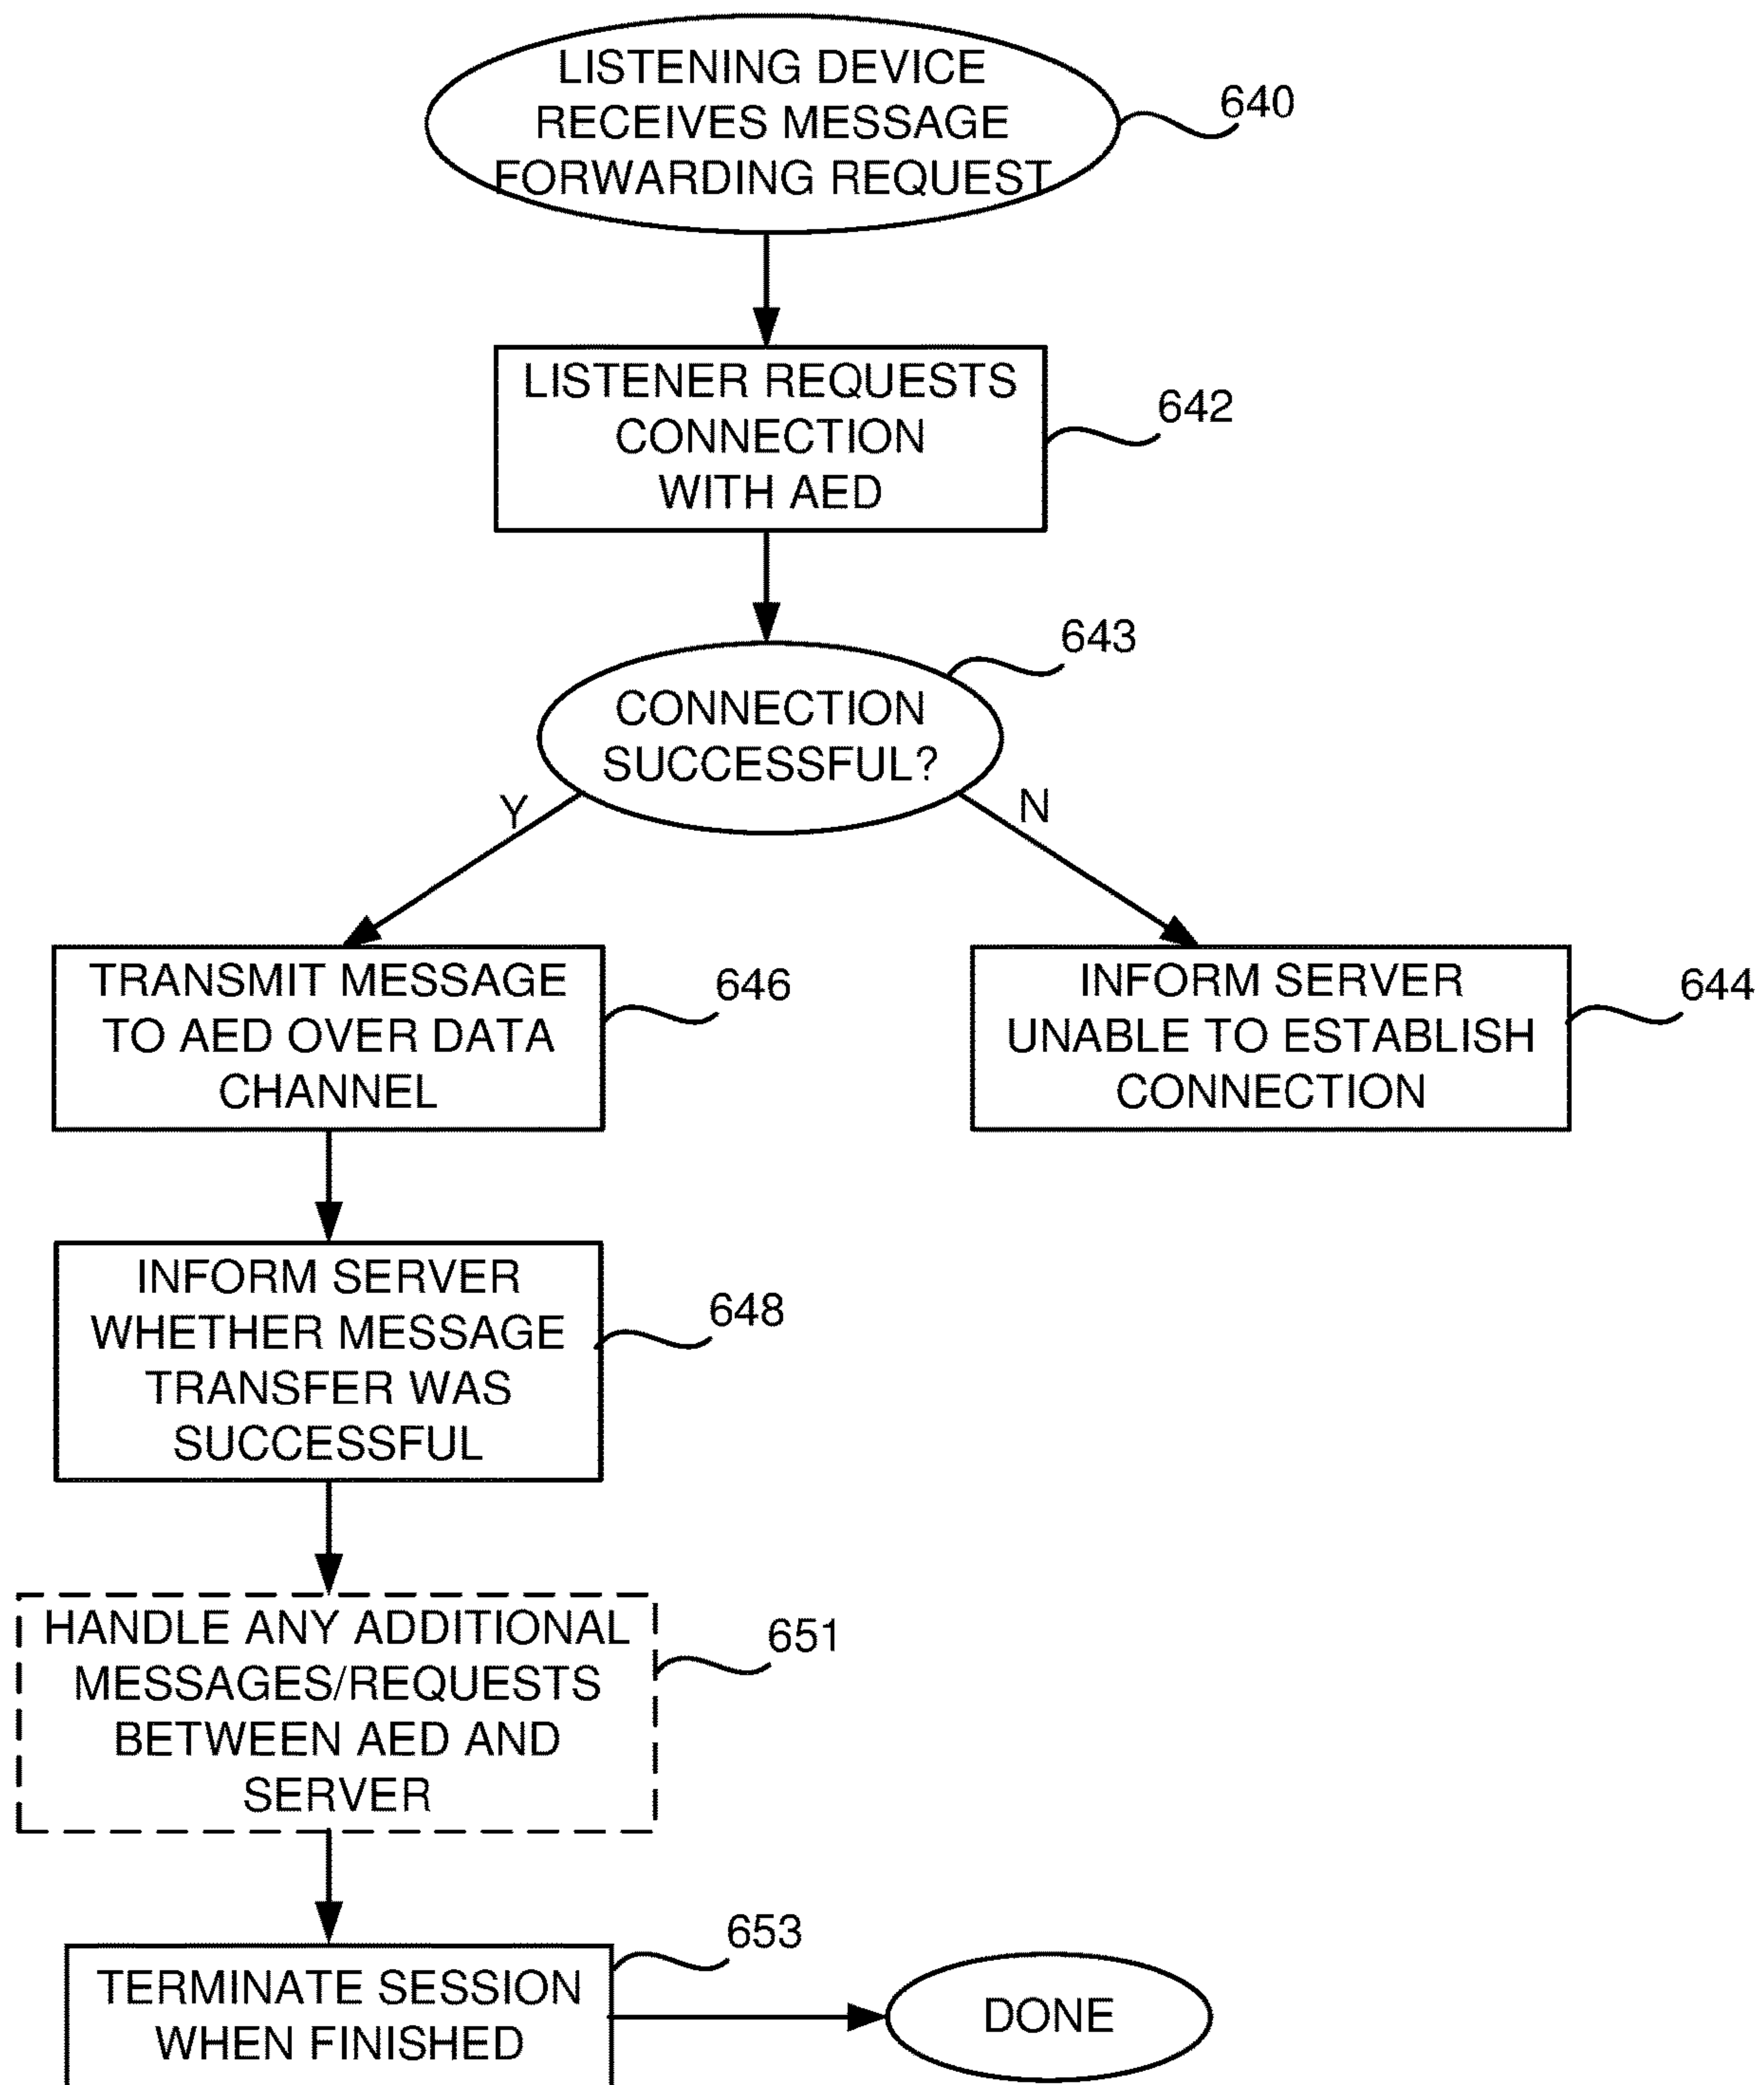 LISTENING DEVICE
RECEIVES MESSAGE
FORWARDING REQUEST
640
LISTENER REQUESTS
CONNECTION
WITH AED
642
643
CONNECTION
SUCCESSFUL?
Y
N
TRANSMIT MESSAGE
TO AED OVER DATA
CHANNEL
646
INFORM SERVER
UNABLE TO ESTABLISH
CONNECTION
644
INFORM SERVER
WHETHER MESSAGE
TRANSFER WAS
SUCCESSFUL
648
HANDLE ANY ADDITIONAL
MESSAGES/REQUESTS
BETWEEN AED AND
SERVER
651
653
TERMINATE SESSION
WHEN FINISHED
DONE